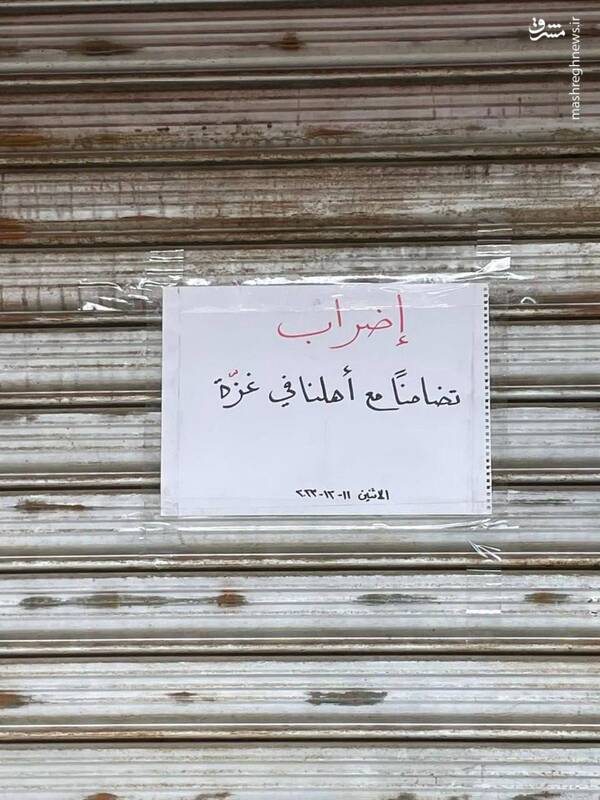 مشرق
mashreghnews.ir
إضراب
تضامناً مع أهلنا في غزّة
الاثنين ١١-١٢-٢٠٢٣